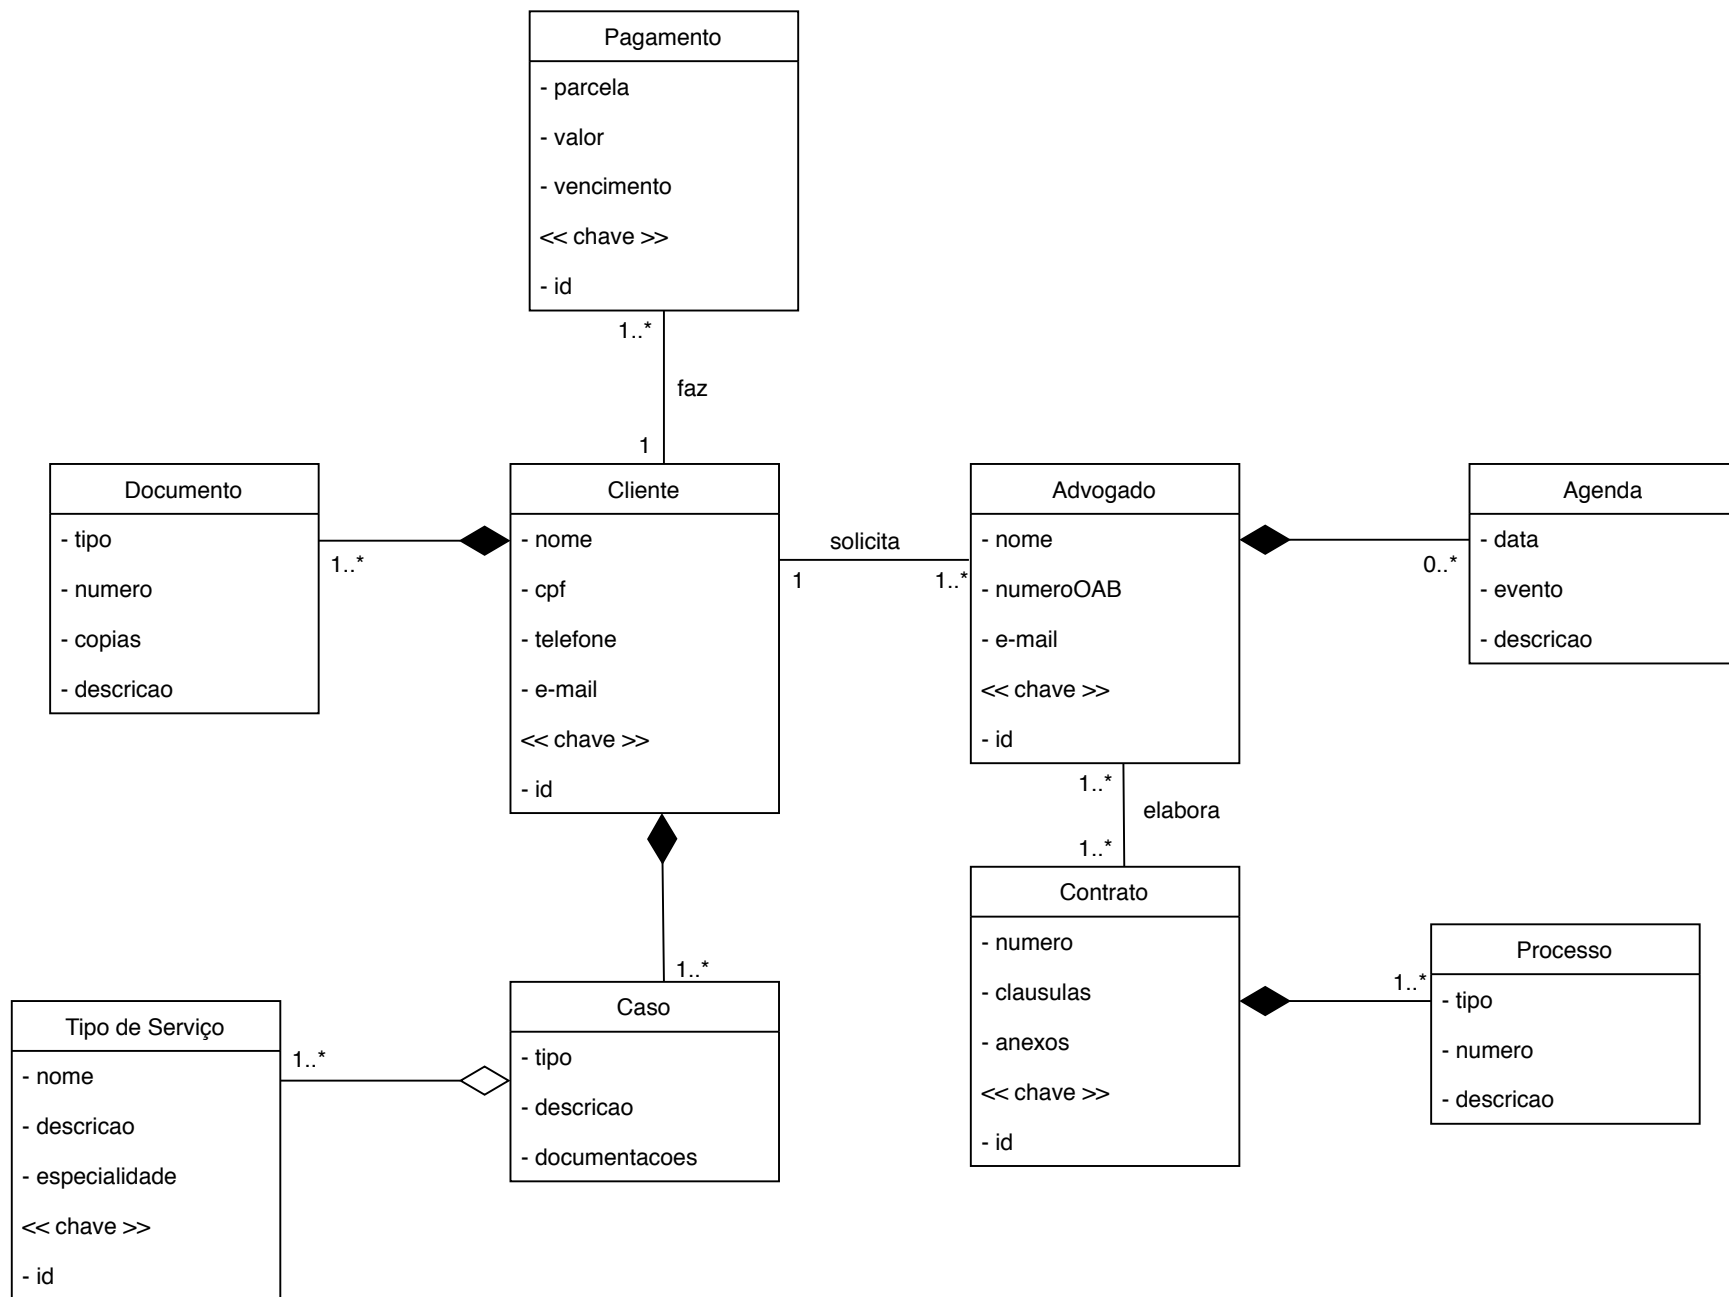 Pagamento
- parcela
- valor
- vencimento
<< chave >>
- id
1..*
faz
1
Documento
- tipo
- numero
- copias
- descricao
1..*
Cliente
- nome
- cpf
- telefone
- e-mail
<< chave >>
- id
solicita
1
1..*
Advogado
- nome
- numeroOAB
- e-mail
<< chave >>
- id
0..*
Agenda
- data
- evento
- descricao
1..*
elabora
1..*
Contrato
- numero
- clausulas
- anexos
<< chave >>
- id
1..*
Processo
- tipo
- numero
- descricao
1..*
Caso
- tipo
- descricao
- documentacoes
1..*
Tipo de Serviço
- nome
- descricao
- especialidade
<< chave >>
- id